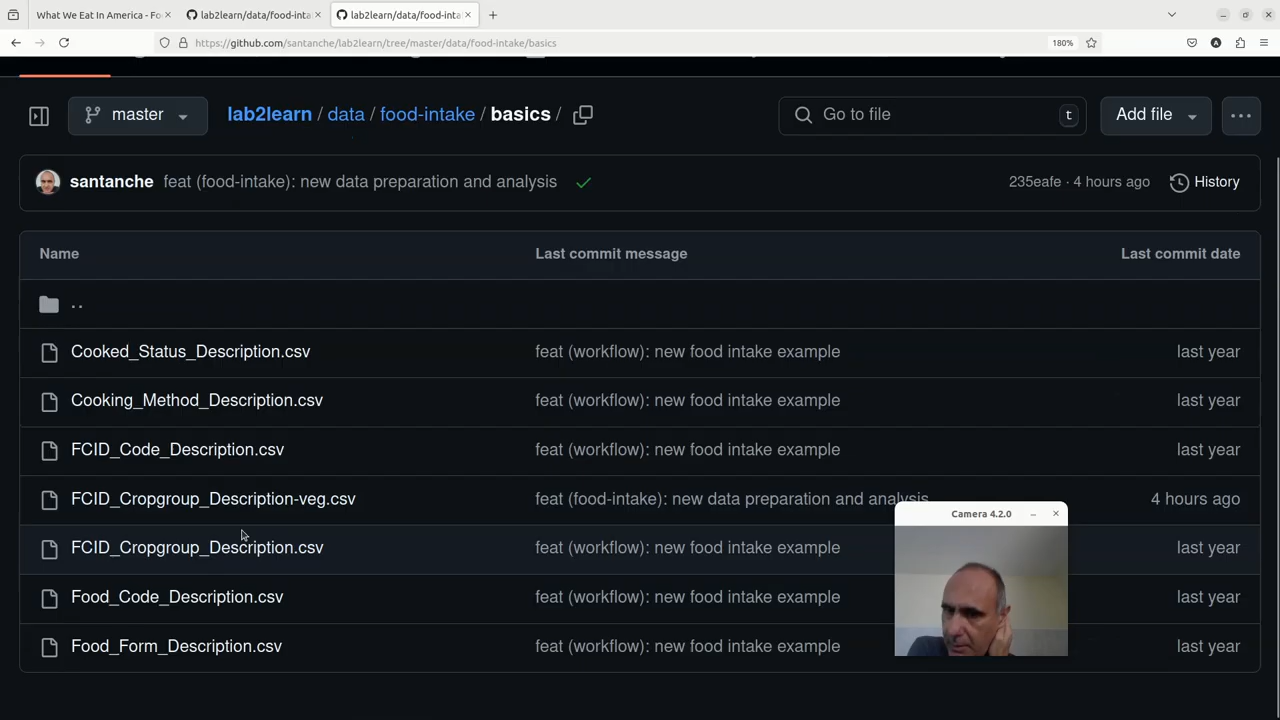 What We Eat In America - Fo
lab2learn/data/food-inta
lab2learn/data/food-inta
https://github.com/santanche/lab2learn/tree/master/data/food-intake/basics
180%
master
lab2learn / data / food-intake / basics /
Go to file
t
Add file
santanche feat (food-intake): new data preparation and analysis
235eafe · 4 hours ago
History
Name Last commit message Last commit date
..
Cooked_Status_Description.csv feat (workflow): new food intake example last year
Cooking_Method_Description.csv feat (workflow): new food intake example last year
FCID_Code_Description.csv feat (workflow): new food intake example last year
FCID_Cropgroup_Description-veg.csv feat (food-intake): new data preparation and analysis 4 hours ago
Camera 4.2.0
FCID_Cropgroup_Description.csv feat (workflow): new food intake example last year
Food_Code_Description.csv feat (workflow): new food intake example last year
Food_Form_Description.csv feat (workflow): new food intake example last year